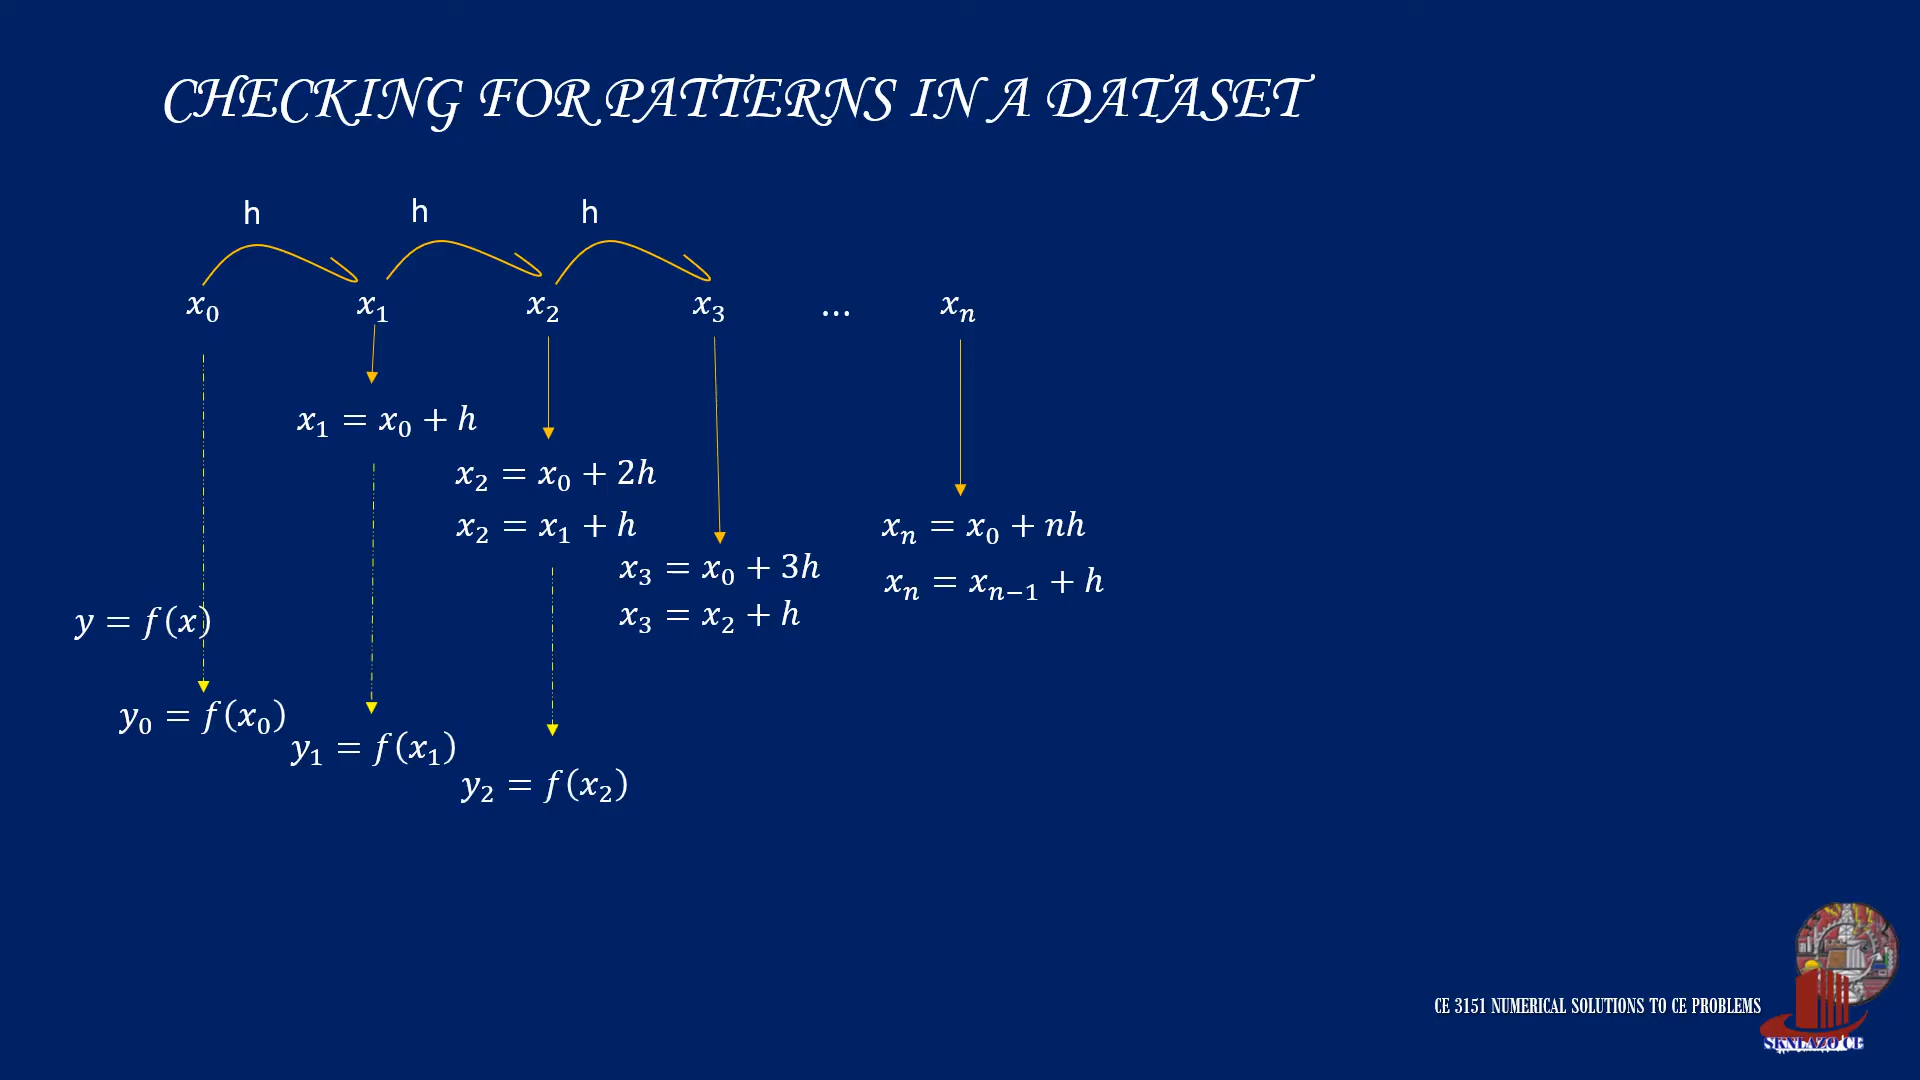 CHECKING FOR PATTERNS IN A DATASET
h h h
x₀ x₁ x₂ x₃ … xₙ
x₁ = x₀ + h
x₂ = x₀ + 2h
x₂ = x₁ + h
x₃ = x₀ + 3h
x₃ = x₂ + h
xₙ = x₀ + nh
xₙ = xₙ₋₁ + h
y = f(x)
y₀ = f(x₀)
y₁ = f(x₁)
y₂ = f(x₂)
CE 3151 NUMERICAL SOLUTIONS TO CE PROBLEMS